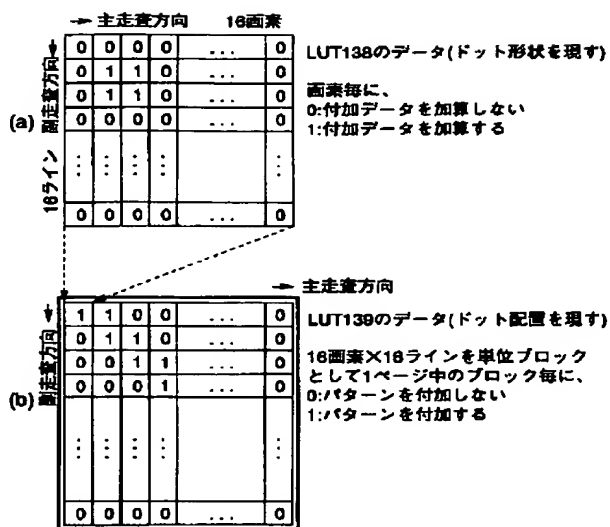 → 主走査方向 16画素
副走査方向
16ライン
(a)
0 0 0 0 ... 0
0 1 1 0 ... 0
0 1 1 0 ... 0
0 0 0 0 ... 0
⋮ ⋮ ⋮ ⋮ ⋮
0 0 0 0 ... 0
LUT138のデータ(ドット形状を現す)
画素毎に、
0:付加データを加算しない
1:付加データを加算する
→ 主走査方向
副走査方向
(b)
1 1 0 0 ... 0
0 1 1 0 ... 0
0 0 1 1 ... 0
0 0 0 1 ... 0
⋮ ⋮ ⋮ ⋮ ⋮
0 0 0 0 ... 0
LUT139のデータ(ドット配置を現す)
16画素×16ラインを単位ブロック
として1ページ中のブロック毎に、
0:パターンを付加しない
1:パターンを付加する